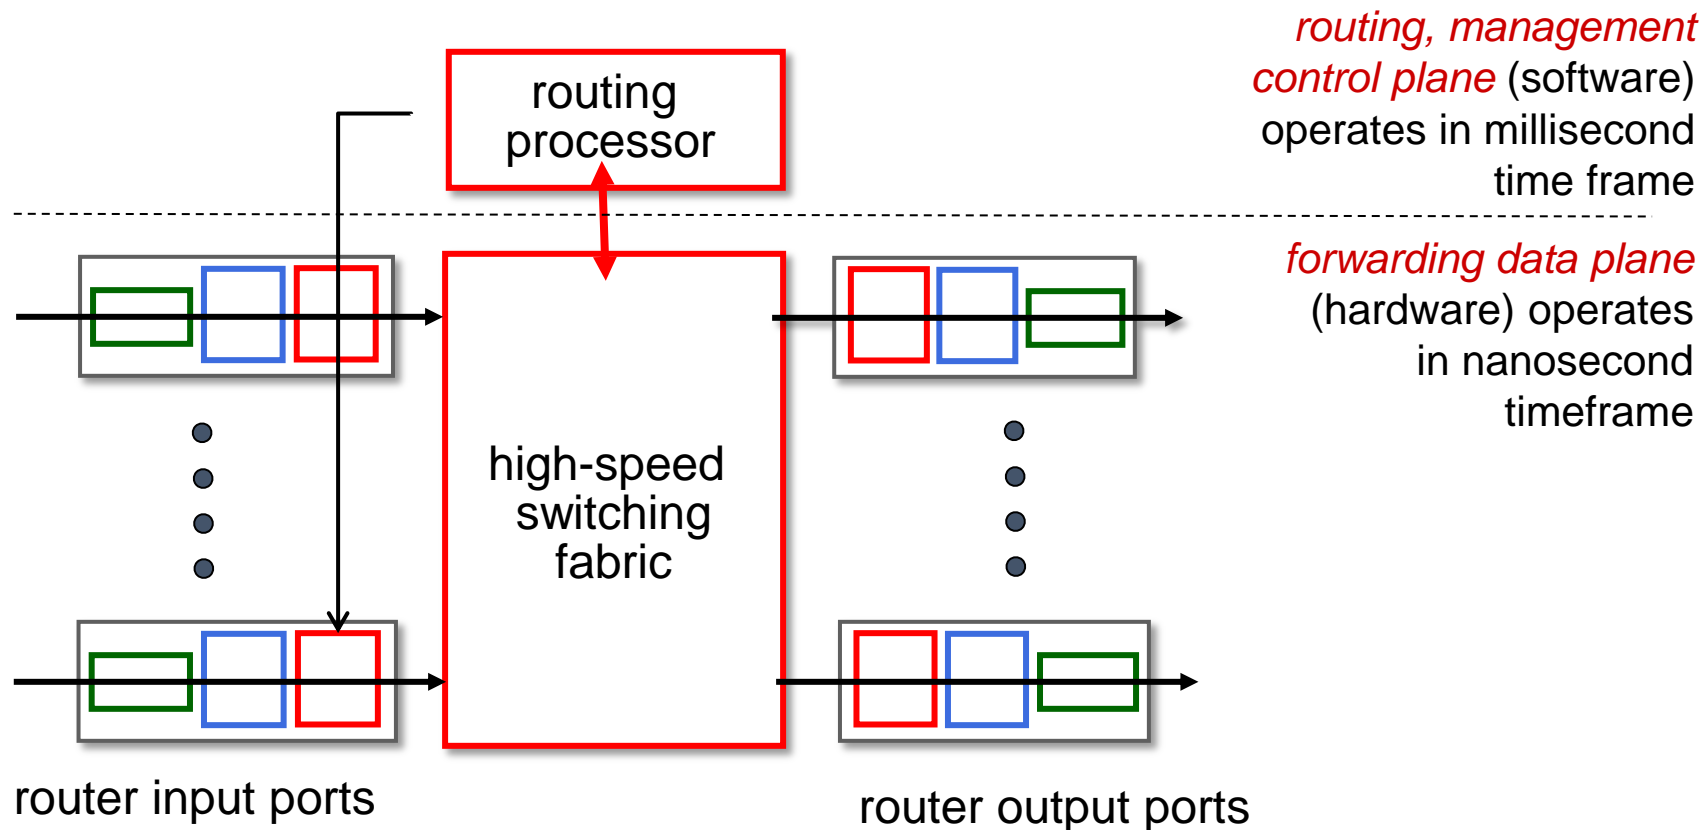 routing, management
control plane (software)
operates in millisecond
time frame
routing
processor
forwarding data plane
(hardware) operates
in nanosecond
timeframe
high-speed
switching
fabric
router input ports
router output ports